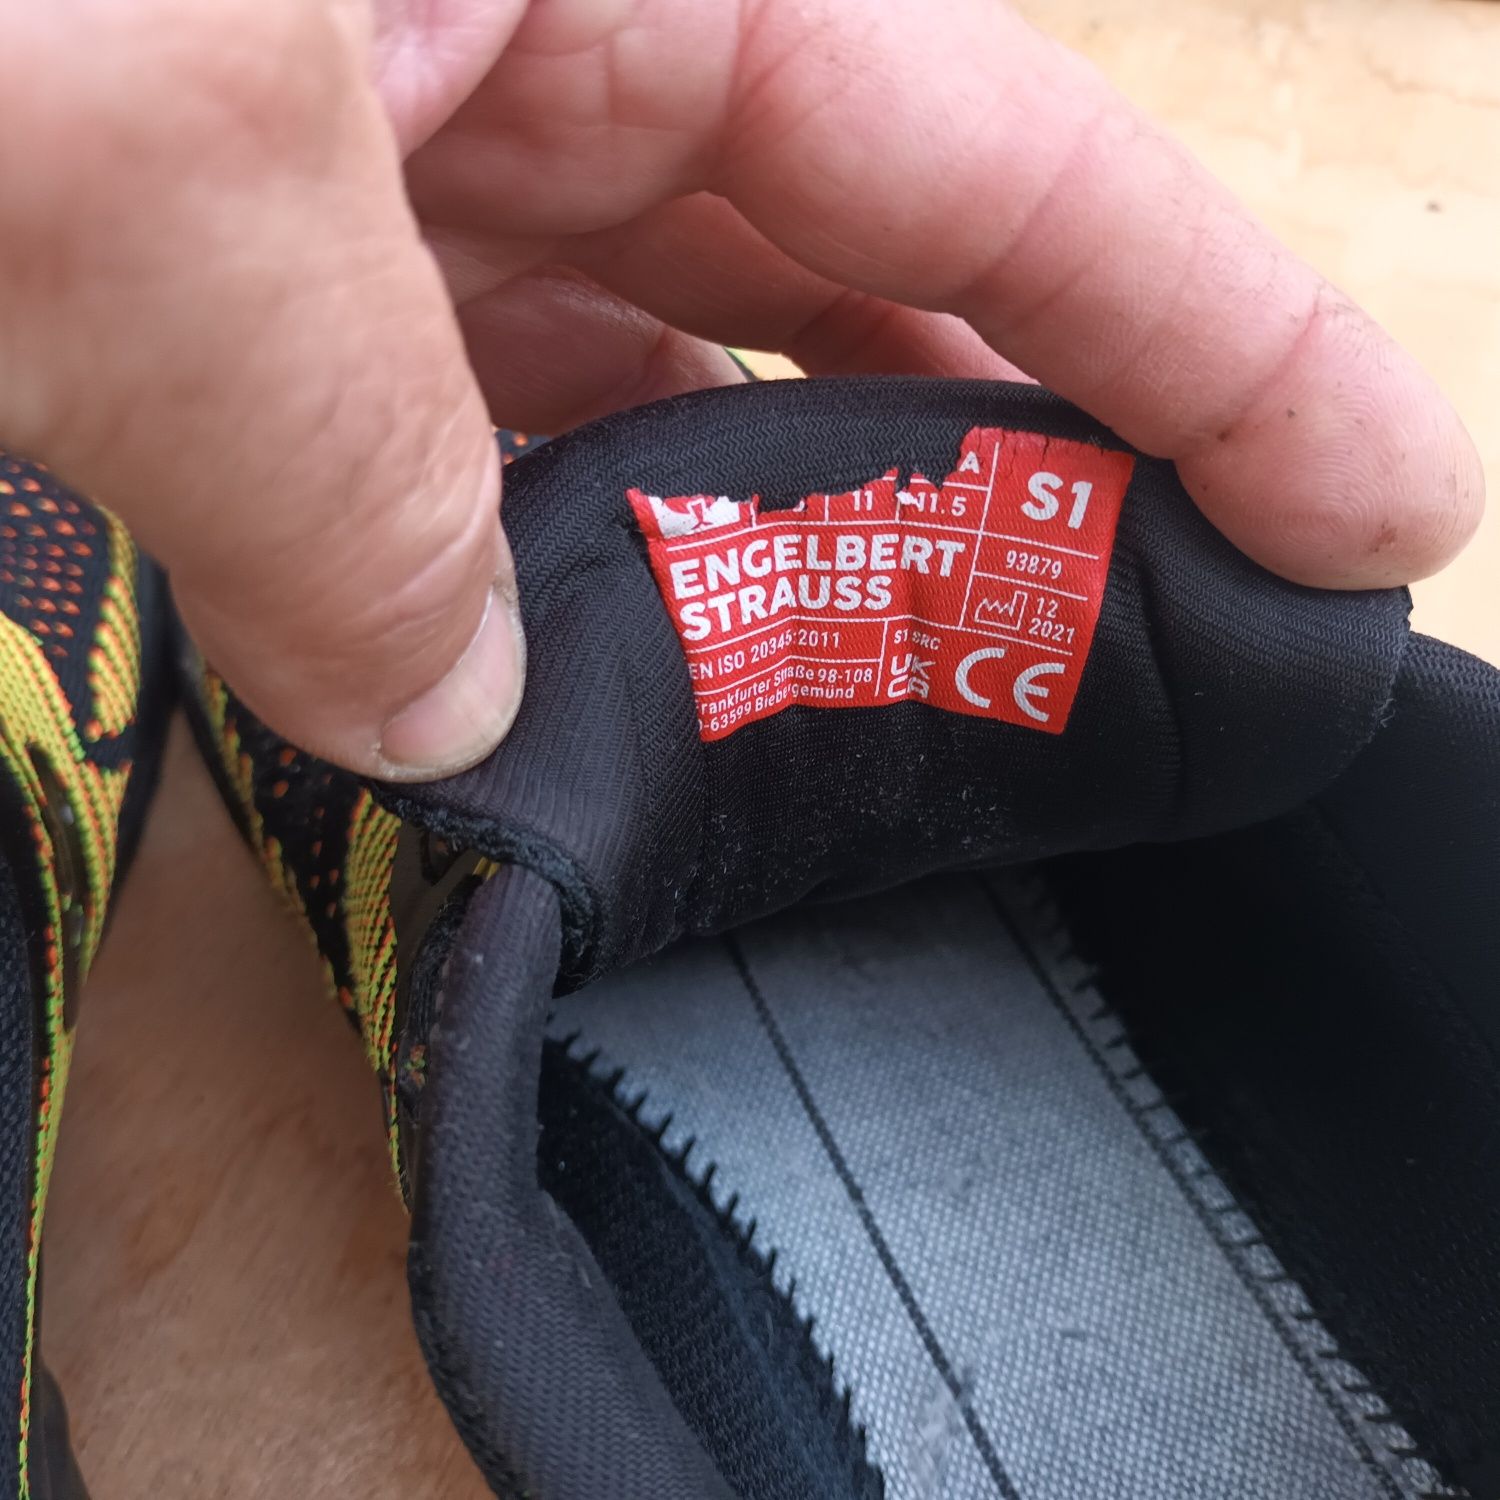 A
11
11.5
S1
ENGELBERT
STRAUSS
93879
12
2021
EN ISO 20345:2011
S1 SRC
UK
CA
CE
Frankfurter Straße 98-108
D-63599 Biebergemünd